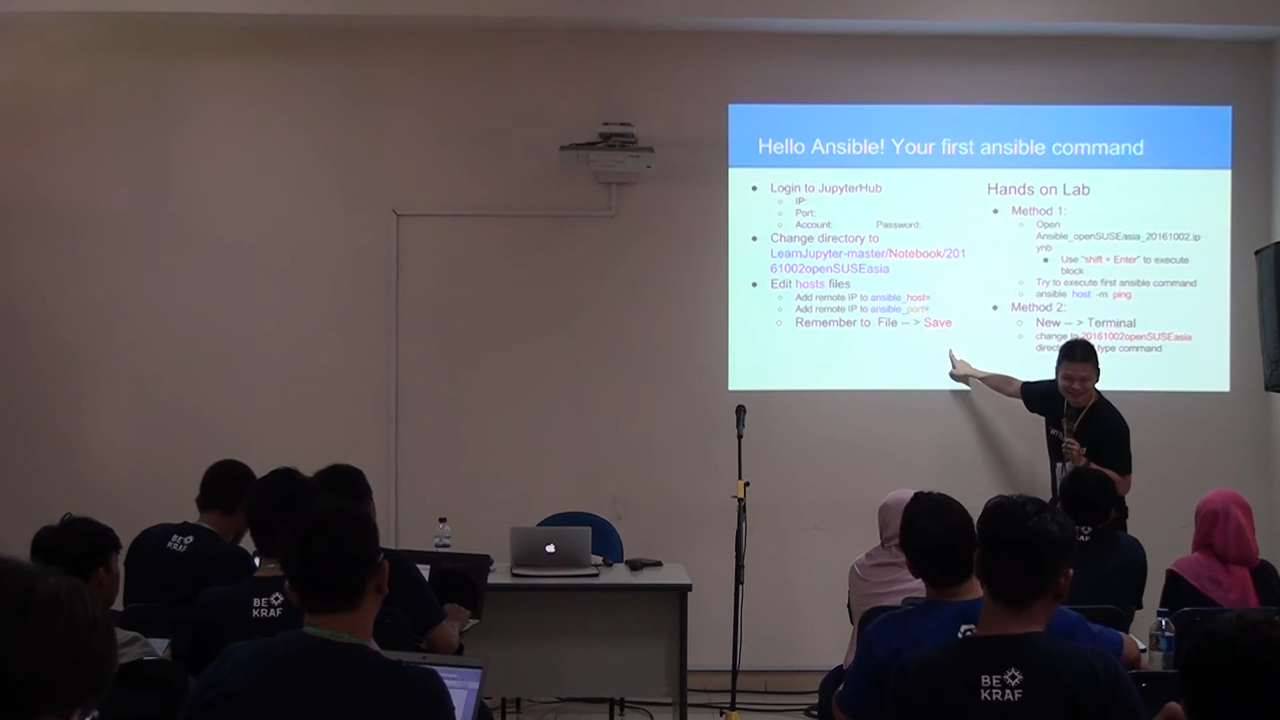 Hello Ansible! Your first ansible command
Login to JupyterHub
IP:
Port:
Account: Password:
Change directory to
LearnJupyter-master/Notebook/201
61002openSUSEasia
Edit hosts files
Add remote IP to ansible_host=
Add remote IP to ansible_port=
Remember to File -- > Save
Hands on Lab
Method 1:
Open
Ansible_openSUSEasia_20161002.ip
ynb
Use "shift + Enter" to execute
block
Try to execute first ansible command
ansible host -m ping
Method 2:
New -- > Terminal
change to 20161002openSUSEasia
type command
BE
KRAF
BE
KRAF
BE
KRAF